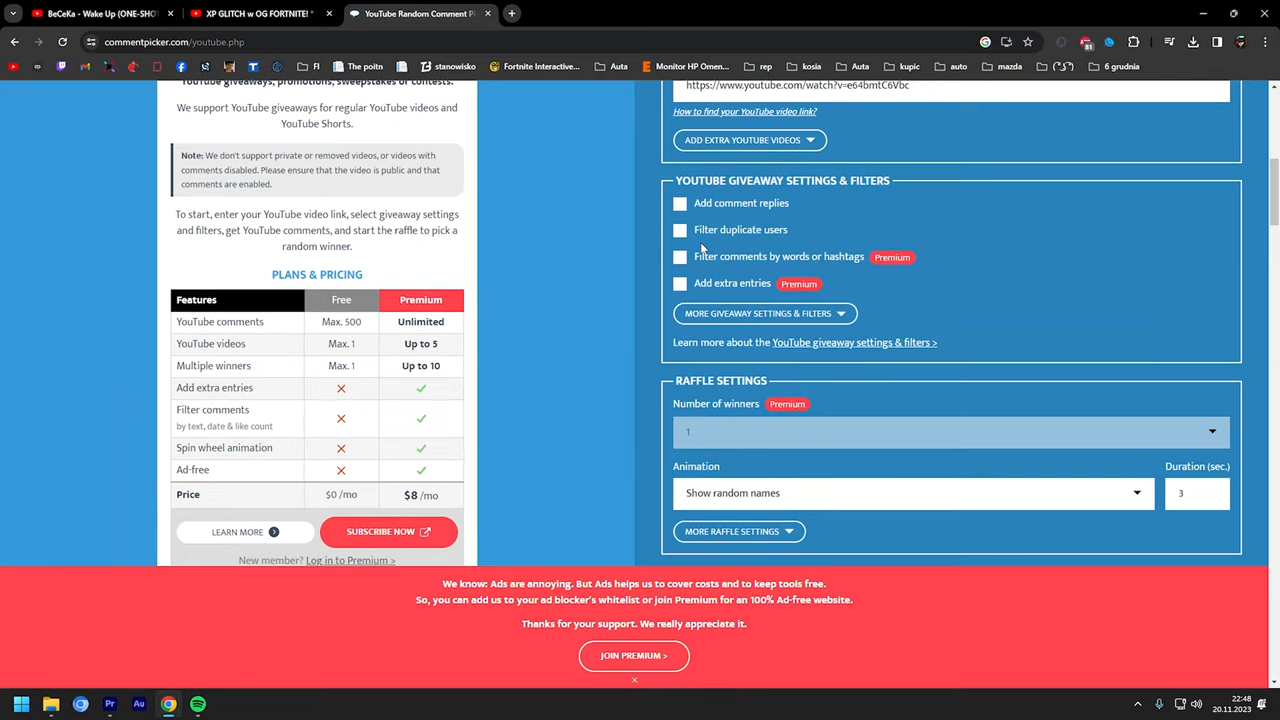 BeCeKa - Wake Up (ONE-SHOT
XP GLITCH w OG FORTNITE! "
YouTube Random Comment Pi
commentpicker.com/youtube.php
FI
The poitn
stanowisko
Fortnite Interactive...
Auta
Monitor HP Omen...
rep
kosia
Auta
kupic
auto
mazda
6 grudnia
YouTube giveaways, promotions, sweepstakes or contests.
We support YouTube giveaways for regular YouTube videos and
YouTube Shorts.
Note: We don't support private or removed videos, or videos with
comments disabled. Please ensure that the video is public and that
comments are enabled.
To start, enter your YouTube video link, select giveaway settings
and filters, get YouTube comments, and start the raffle to pick a
random winner.
PLANS & PRICING
Features Free Premium
YouTube comments Max. 500 Unlimited
YouTube videos Max. 1 Up to 5
Multiple winners Max. 1 Up to 10
Add extra entries
Filter comments
by text, date & like count
Spin wheel animation
Ad-free
Price $0 /mo $8 /mo
LEARN MORE SUBSCRIBE NOW
New member? Log in to Premium >
https://www.youtube.com/watch?v=e64bmtC6Vbc
How to find your YouTube video link?
ADD EXTRA YOUTUBE VIDEOS
YOUTUBE GIVEAWAY SETTINGS & FILTERS
Add comment replies
Filter duplicate users
Filter comments by words or hashtags Premium
Add extra entries Premium
MORE GIVEAWAY SETTINGS & FILTERS
Learn more about the YouTube giveaway settings & filters >
RAFFLE SETTINGS
Number of winners Premium
1
Animation Duration (sec.)
Show random names 3
MORE RAFFLE SETTINGS
We know: Ads are annoying. But Ads helps us to cover costs and to keep tools free.
So, you can add us to your ad blocker's whitelist or join Premium for an 100% Ad-free website.
Thanks for your support. We really appreciate it.
JOIN PREMIUM >
22:48
20.11.2023